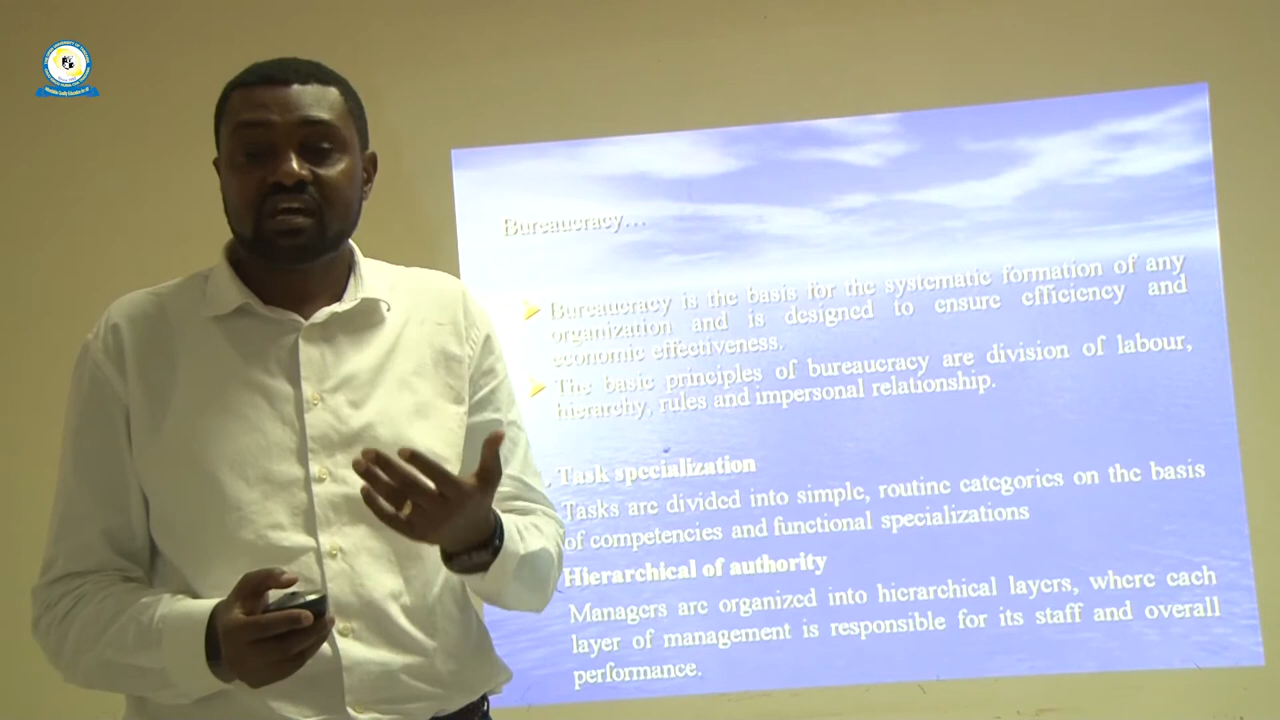 Bureaucracy...
Bureaucracy is the basis for the systematic formation of any
organization and is designed to ensure efficiency and
economic effectiveness.
The basic principles of bureaucracy are division of labour,
hierarchy, rules and impersonal relationship.
Task specialization
Tasks are divided into simple, routine categories on the basis
of competencies and functional specializations
Hierarchical of authority
Managers are organized into hierarchical layers, where each
layer of management is responsible for its staff and overall
performance.